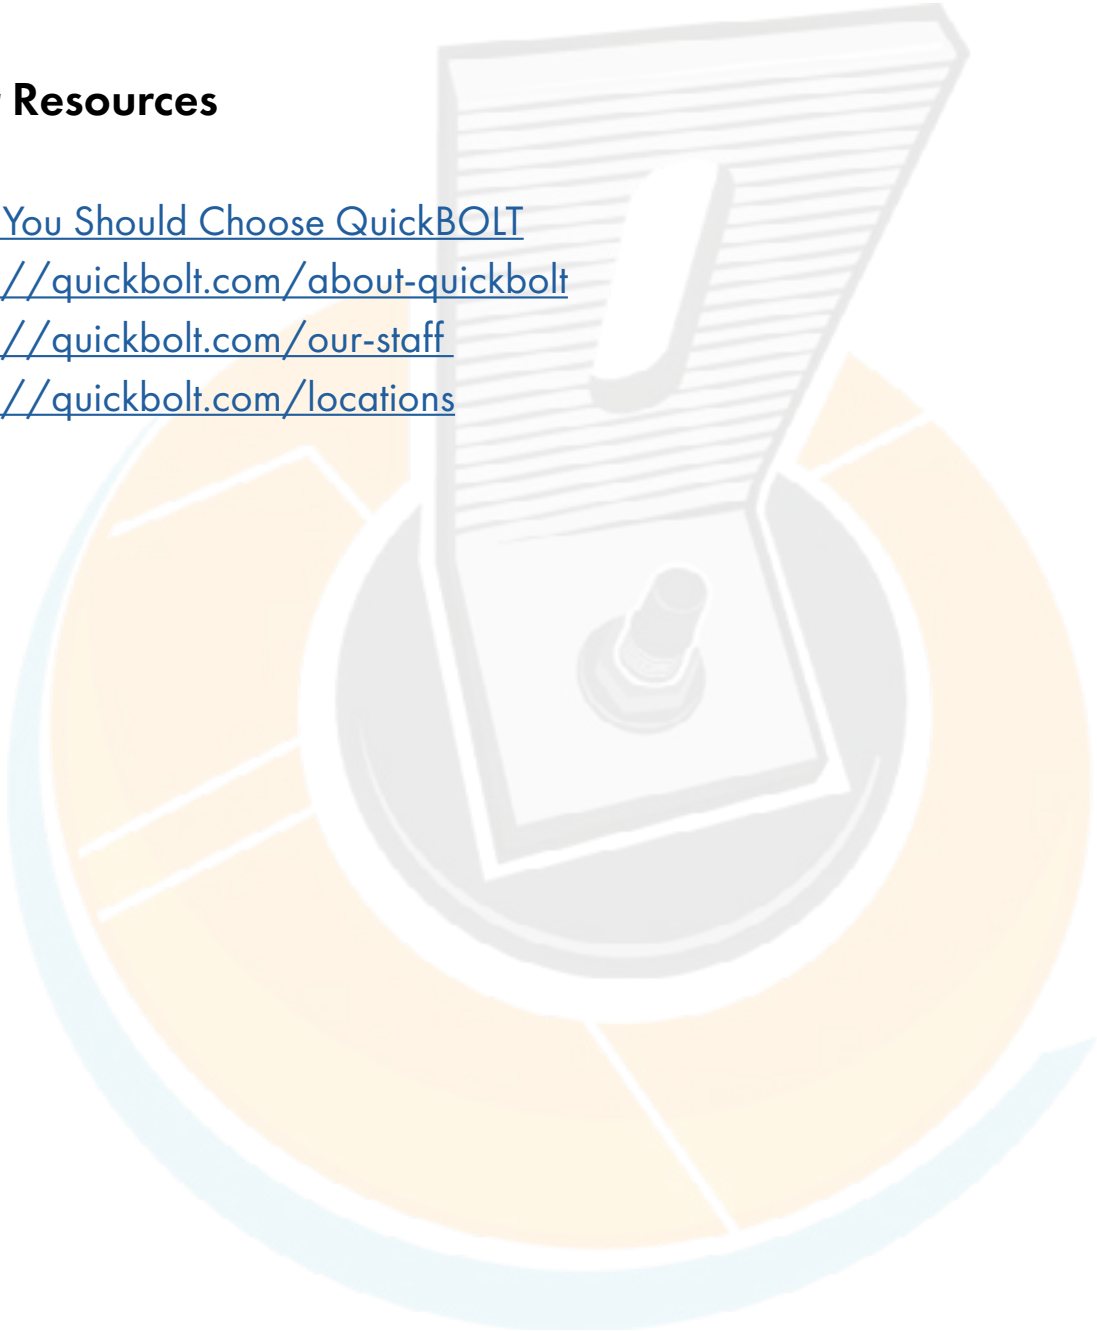 Resources
You Should Choose QuickBOLT
//quickbolt.com/about-quickbolt
//quickbolt.com/our-staff
//quickbolt.com/locations